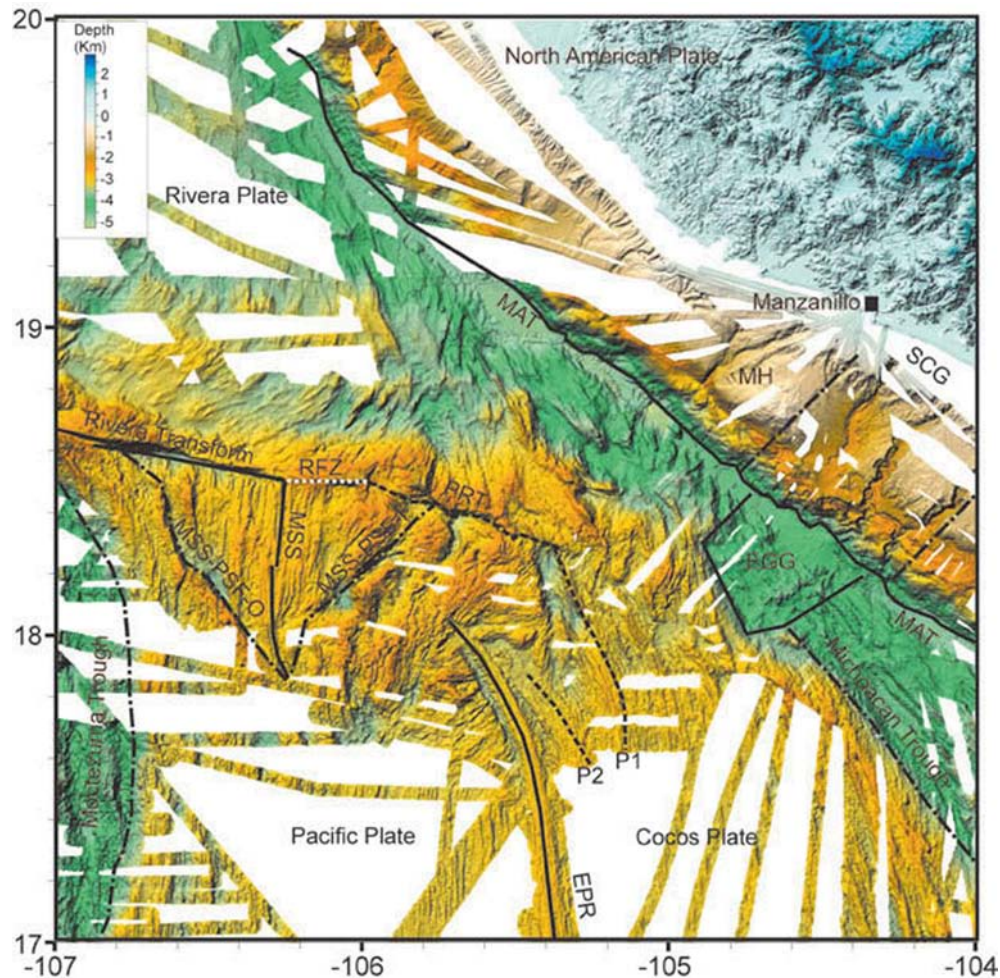 20
Depth
(Km)
2
1
0
-1
-2
-3
-4
-5
North American Plate
Rivera Plate
19
MAT
Manzanillo
SCG
MH
Rivera Transform
RFZ
RRT
MSS
MSS-PSFO
EGG
18
MAT
Moctezuma Trough
Michoacan Trough
P2
P1
Pacific Plate
Cocos Plate
EPR
17
-107
-106
-105
-104